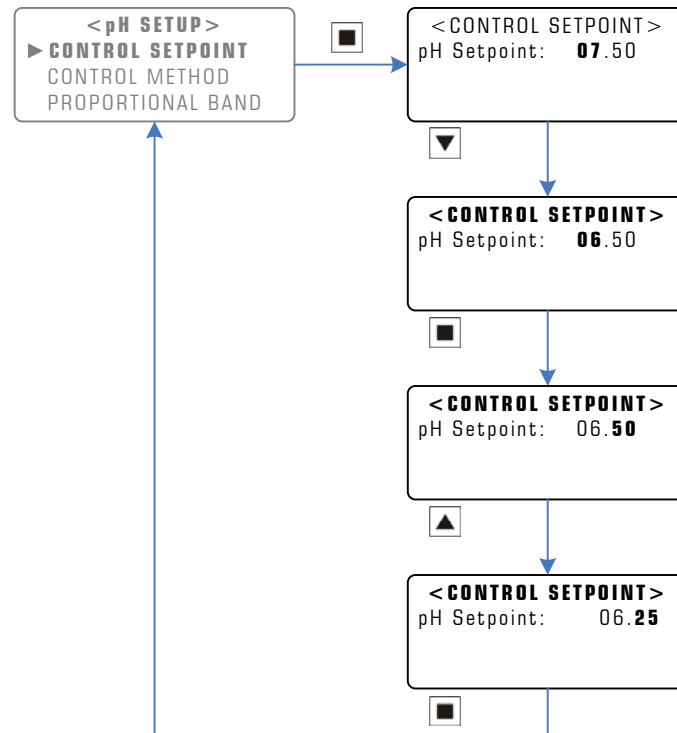 <pH SETUP>
►CONTROL SETPOINT
CONTROL METHOD
PROPORTIONAL BAND
<CONTROL SETPOINT>
pH Setpoint: 07.50
<CONTROL SETPOINT>
pH Setpoint: 06.50
<CONTROL SETPOINT>
pH Setpoint: 06.50
<CONTROL SETPOINT>
pH Setpoint: 06.25